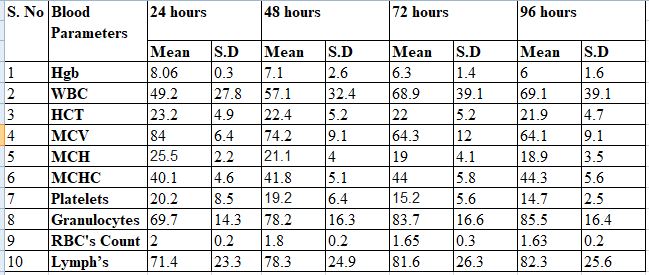 S. No Blood Parameters 24 hours 48 hours 72 hours 96 hours
Mean S.D Mean S.D Mean S.D Mean S.D
1 Hgb 8.06 0.3 7.1 2.6 6.3 1.4 6 1.6
2 WBC 49.2 27.8 57.1 32.4 68.9 39.1 69.1 39.1
3 HCT 23.2 4.9 22.4 5.2 22 5.2 21.9 4.7
4 MCV 84 6.4 74.2 9.1 64.3 12 64.1 9.1
5 MCH 25.5 2.2 21.1 4 19 4.1 18.9 3.5
6 MCHC 40.1 4.6 41.8 5.1 44 5.8 44.3 5.6
7 Platelets 20.2 8.5 19.2 6.4 15.2 5.6 14.7 2.5
8 Granulocytes 69.7 14.3 78.2 16.3 83.7 16.6 85.5 16.4
9 RBC's Count 2 0.2 1.8 0.2 1.65 0.3 1.63 0.2
10 Lymph’s 71.4 23.3 78.3 24.9 81.6 26.3 82.3 25.6